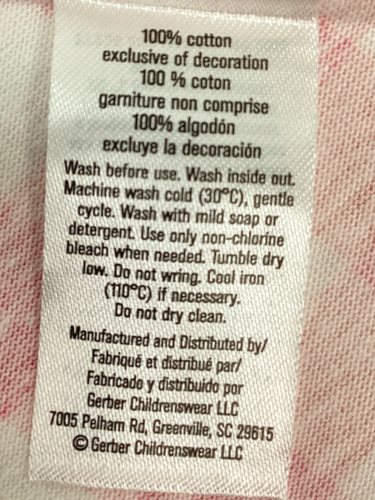 100% cotton
exclusive of decoration
100 % coton
garniture non comprise
100% algodón
excluye la decoración
Wash before use. Wash inside out.
Machine wash cold (30ºC), gentle
cycle. Wash with mild soap or
detergent. Use only non-chlorine
bleach when needed. Tumble dry
low. Do not wring. Cool iron
(110ºC) if necessary.
Do not dry clean.
Manufactured and Distributed by/
Fabriqué et distribué par/
Fabricado y distribuido por
Gerber Childrenswear LLC
7005 Pelham Rd, Greenville, SC 29615
© Gerber Childrenswear LLC